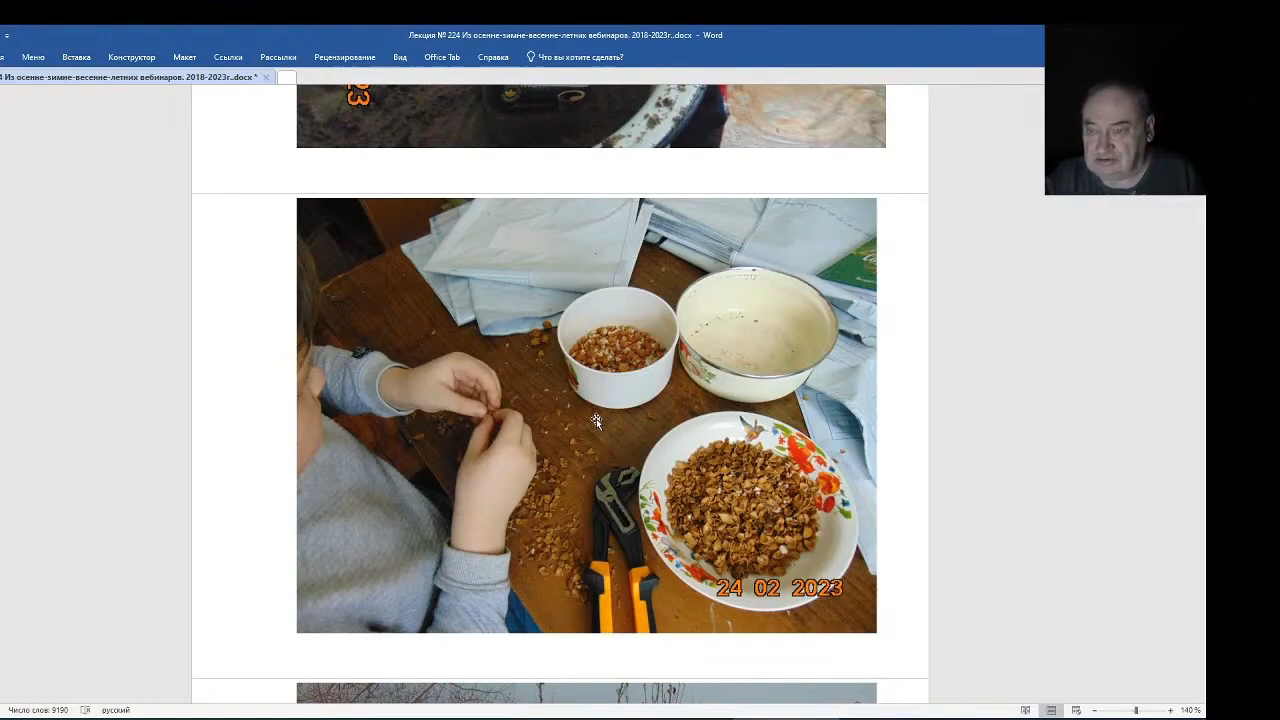 Лекция № 224 Из осенне-зимне-весенне-летних вебинаров. 2018-2023г..docx - Word
Меню Вставка Конструктор Макет Ссылки Рассылки Рецензирование Вид Office Tab Справка Что вы хотите сделать?
4 Из осенне-зимне-весенне-летних вебинаров. 2018-2023г..docx *
23
24 02 2023
Число слов: 9190 русский 140 %